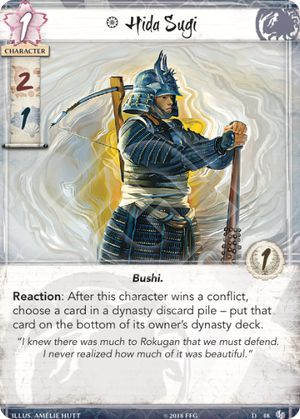 1
Hida Sugi
CHARACTER
2
1
Bushi.
1
Reaction: After this character wins a conflict,
choose a card in a dynasty discard pile – put that
card on the bottom of its owner's dynasty deck.
"I knew there was much to Rokugan that we must defend.
I never realized how much of it was beautiful."
ILLUS. AMÉLIE HUTT ©2018 FFG D 48